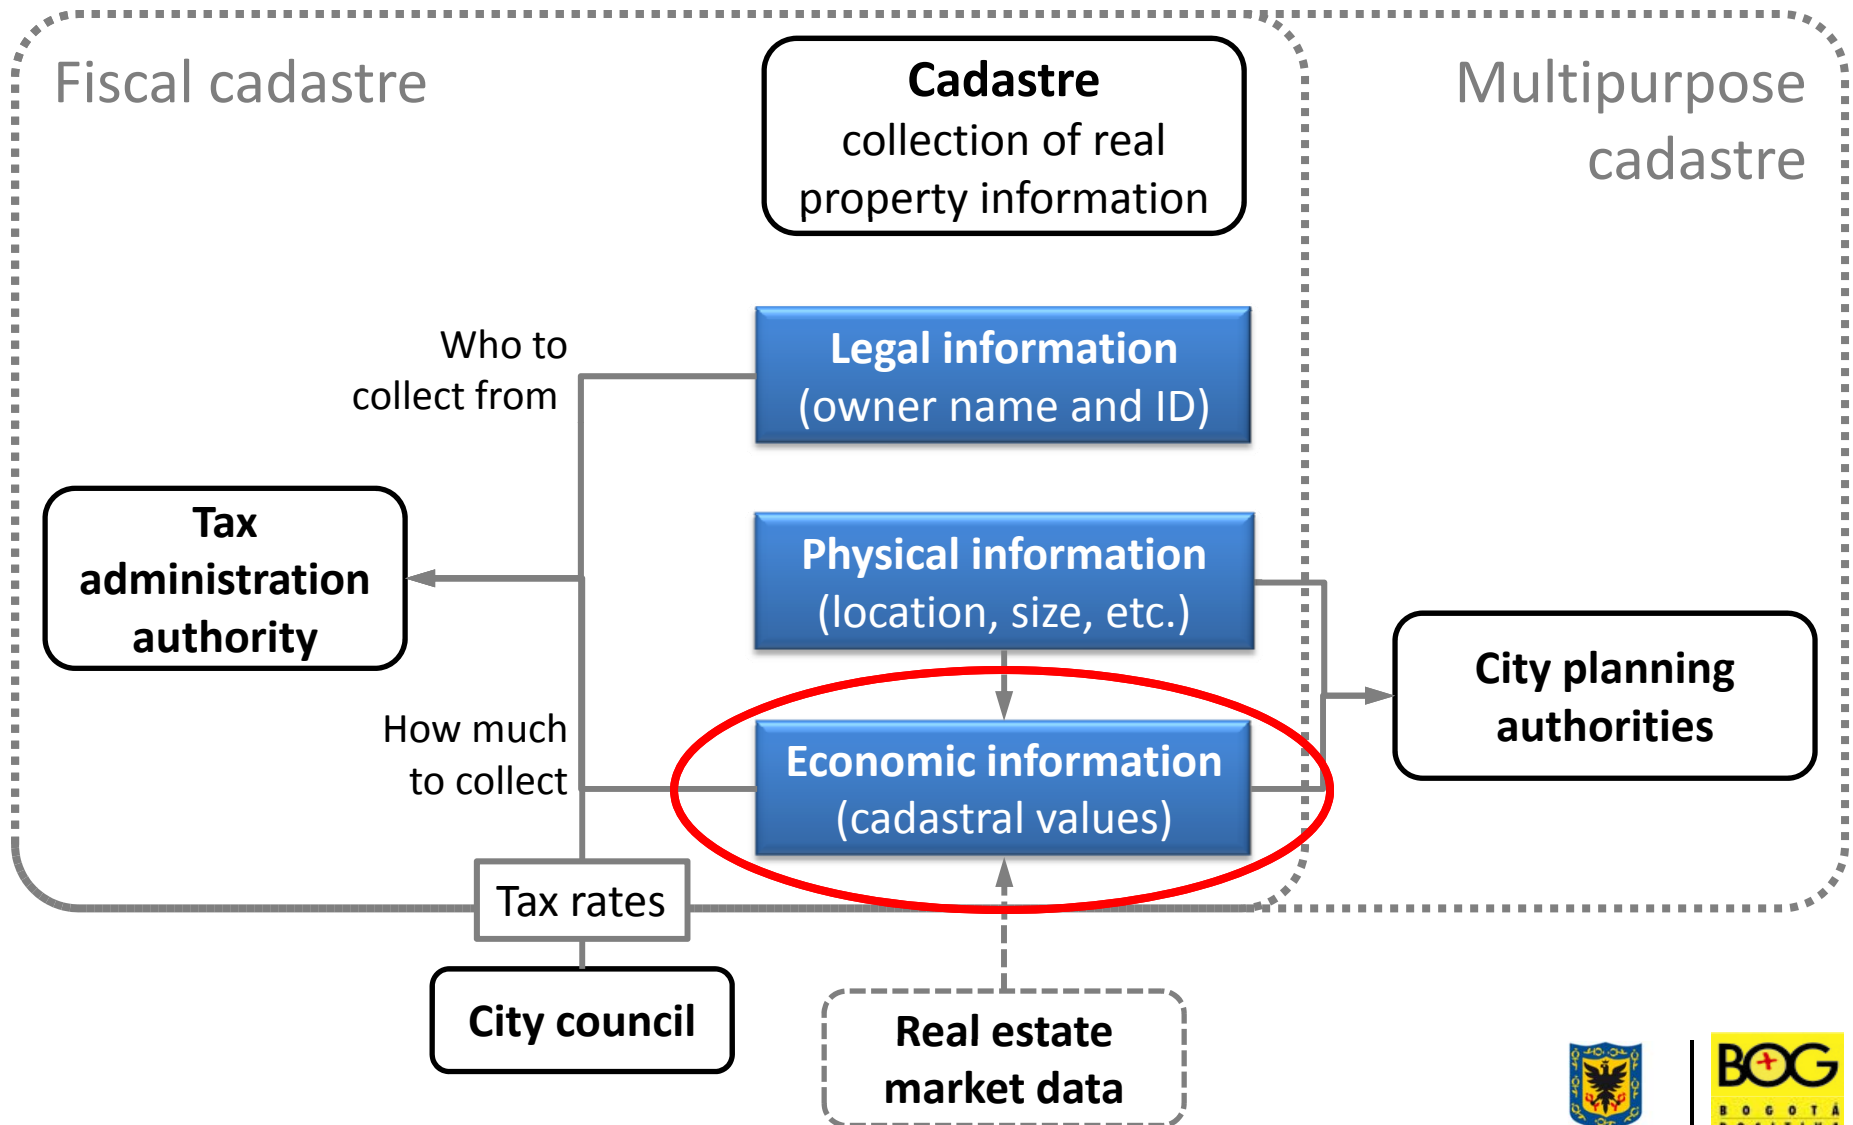 Fiscal cadastre
Cadastre
collection of real
property information
Multipurpose
cadastre
Who to
collect from
Legal information
(owner name and ID)
Tax
administration
authority
Physical information
(location, size, etc.)
City planning
authorities
How much
to collect
Economic information
(cadastral values)
Tax rates
City council
Real estate
market data
BOG
BOGOTÁ